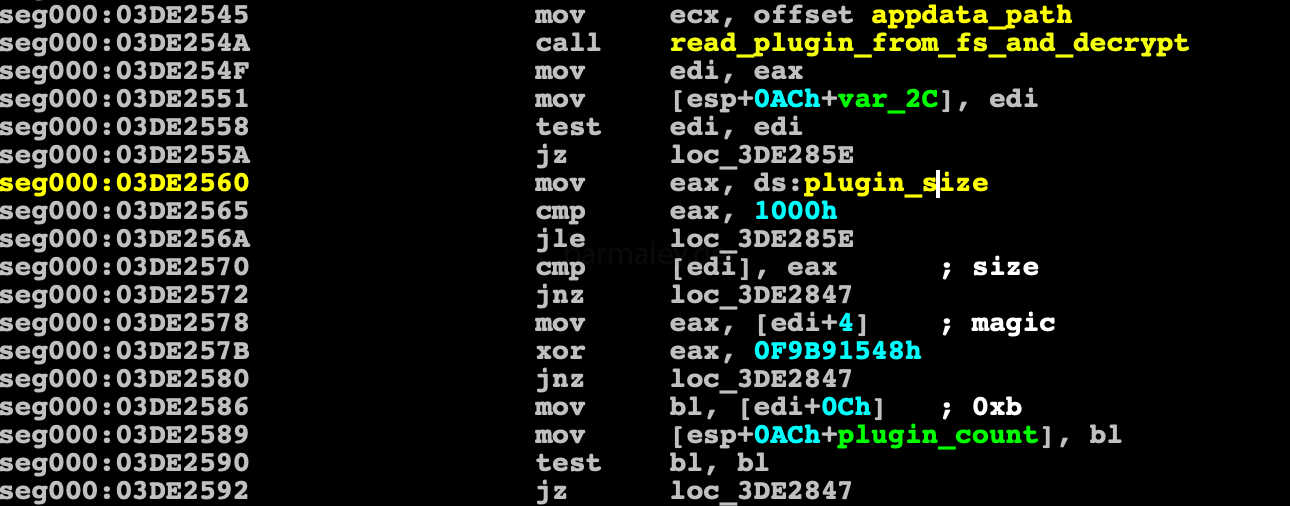 seg000:03DE2545 mov ecx, offset appdata_path
seg000:03DE254A call read_plugin_from_fs_and_decrypt
seg000:03DE254F mov edi, eax
seg000:03DE2551 mov [esp+0ACh+var_2C], edi
seg000:03DE2558 test edi, edi
seg000:03DE255A jz loc_3DE285E
seg000:03DE2560 mov eax, ds:plugin_size
seg000:03DE2565 cmp eax, 1000h
seg000:03DE256A jle loc_3DE285E
seg000:03DE2570 cmp [edi], eax ; size
seg000:03DE2572 jnz loc_3DE2847
seg000:03DE2578 mov eax, [edi+4] ; magic
seg000:03DE257B xor eax, 0F9B91548h
seg000:03DE2580 jnz loc_3DE2847
seg000:03DE2586 mov bl, [edi+0Ch] ; 0xb
seg000:03DE2589 mov [esp+0ACh+plugin_count], bl
seg000:03DE2590 test bl, bl
seg000:03DE2592 jz loc_3DE2847